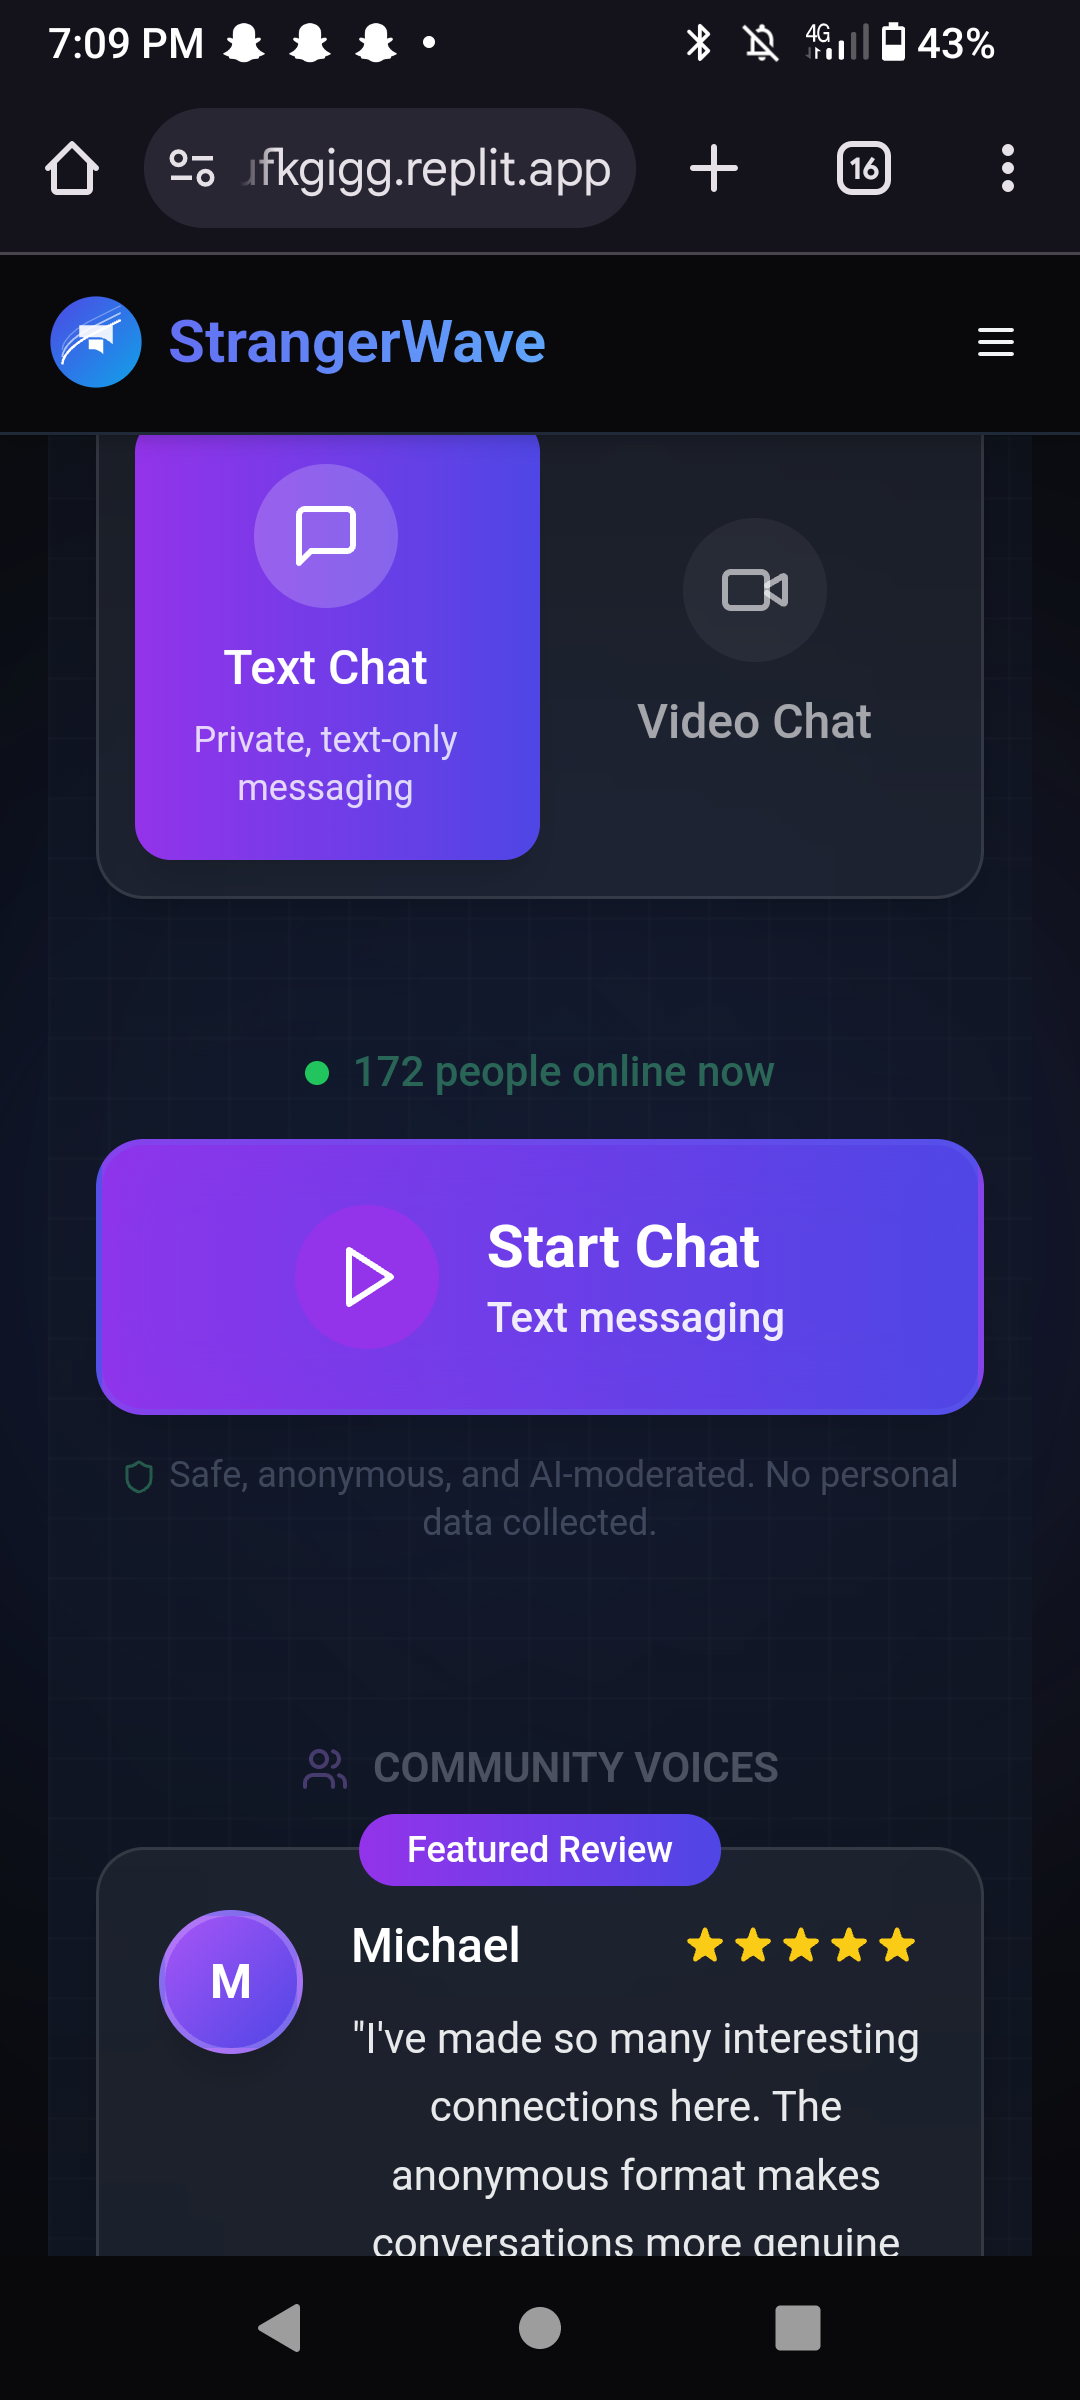 7:09 PM
4G
43%
fkgigg.replit.app
16
StrangerWave
Text Chat
Private, text-only
messaging
Video Chat
172 people online now
Start Chat
Text messaging
Safe, anonymous, and AI-moderated. No personal
data collected.
COMMUNITY VOICES
Featured Review
M
Michael
"I've made so many interesting
connections here. The
anonymous format makes
conversations more genuine